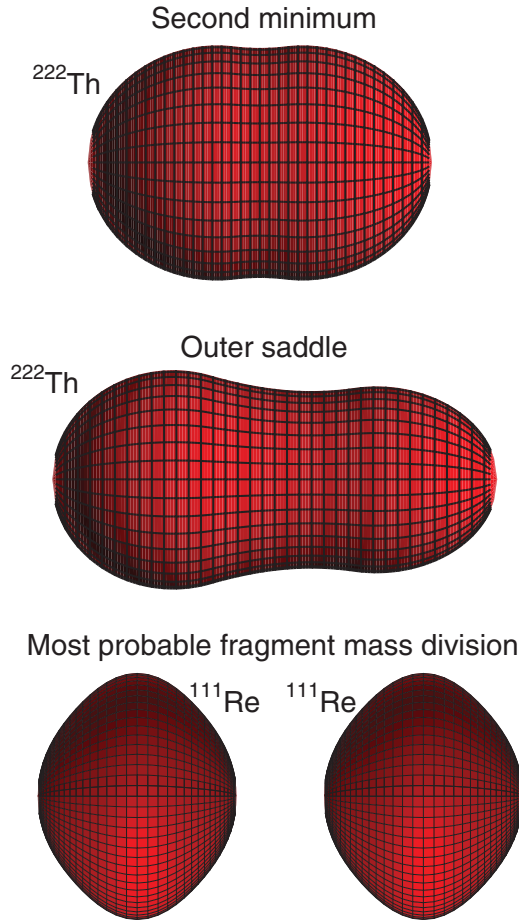 Second minimum
²²²Th
Outer saddle
²²²Th
Most probable fragment mass division
¹¹¹Re ¹¹¹Re